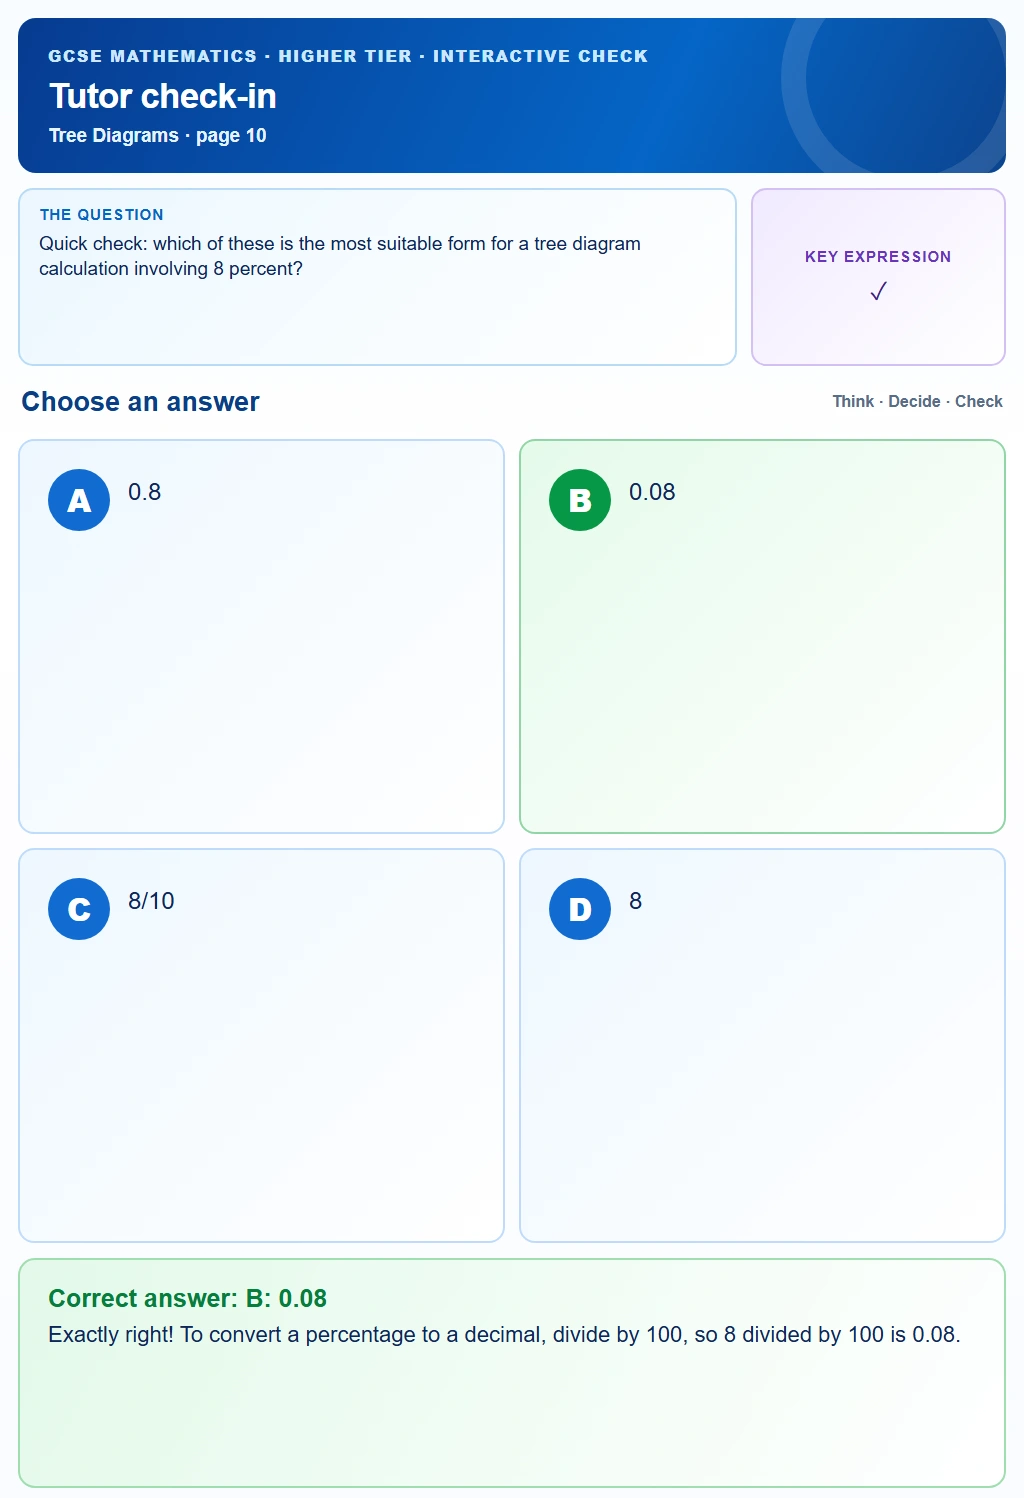 GCSE MATHEMATICS · HIGHER TIER · INTERACTIVE CHECK
Tutor check-in
Tree Diagrams · page 10
THE QUESTION
Quick check: which of these is the most suitable form for a tree diagram
calculation involving 8 percent?
KEY EXPRESSION
✓
Choose an answer
Think · Decide · Check
A 0.8
B 0.08
C 8/10
D 8
Correct answer: B: 0.08
Exactly right! To convert a percentage to a decimal, divide by 100, so 8 divided by 100 is 0.08.